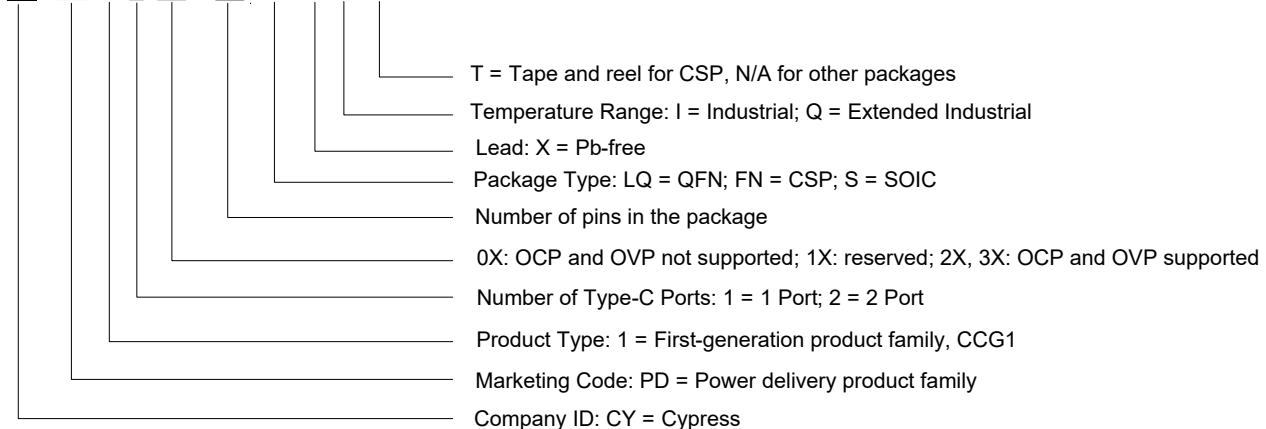 T = Tape and reel for CSP, N/A for other packages
Temperature Range: I = Industrial; Q = Extended Industrial
Lead: X = Pb-free
Package Type: LQ = QFN; FN = CSP; S = SOIC
Number of pins in the package
0X: OCP and OVP not supported; 1X: reserved; 2X, 3X: OCP and OVP supported
Number of Type-C Ports: 1 = 1 Port; 2 = 2 Port
Product Type: 1 = First-generation product family, CCG1
Marketing Code: PD = Power delivery product family
Company ID: CY = Cypress